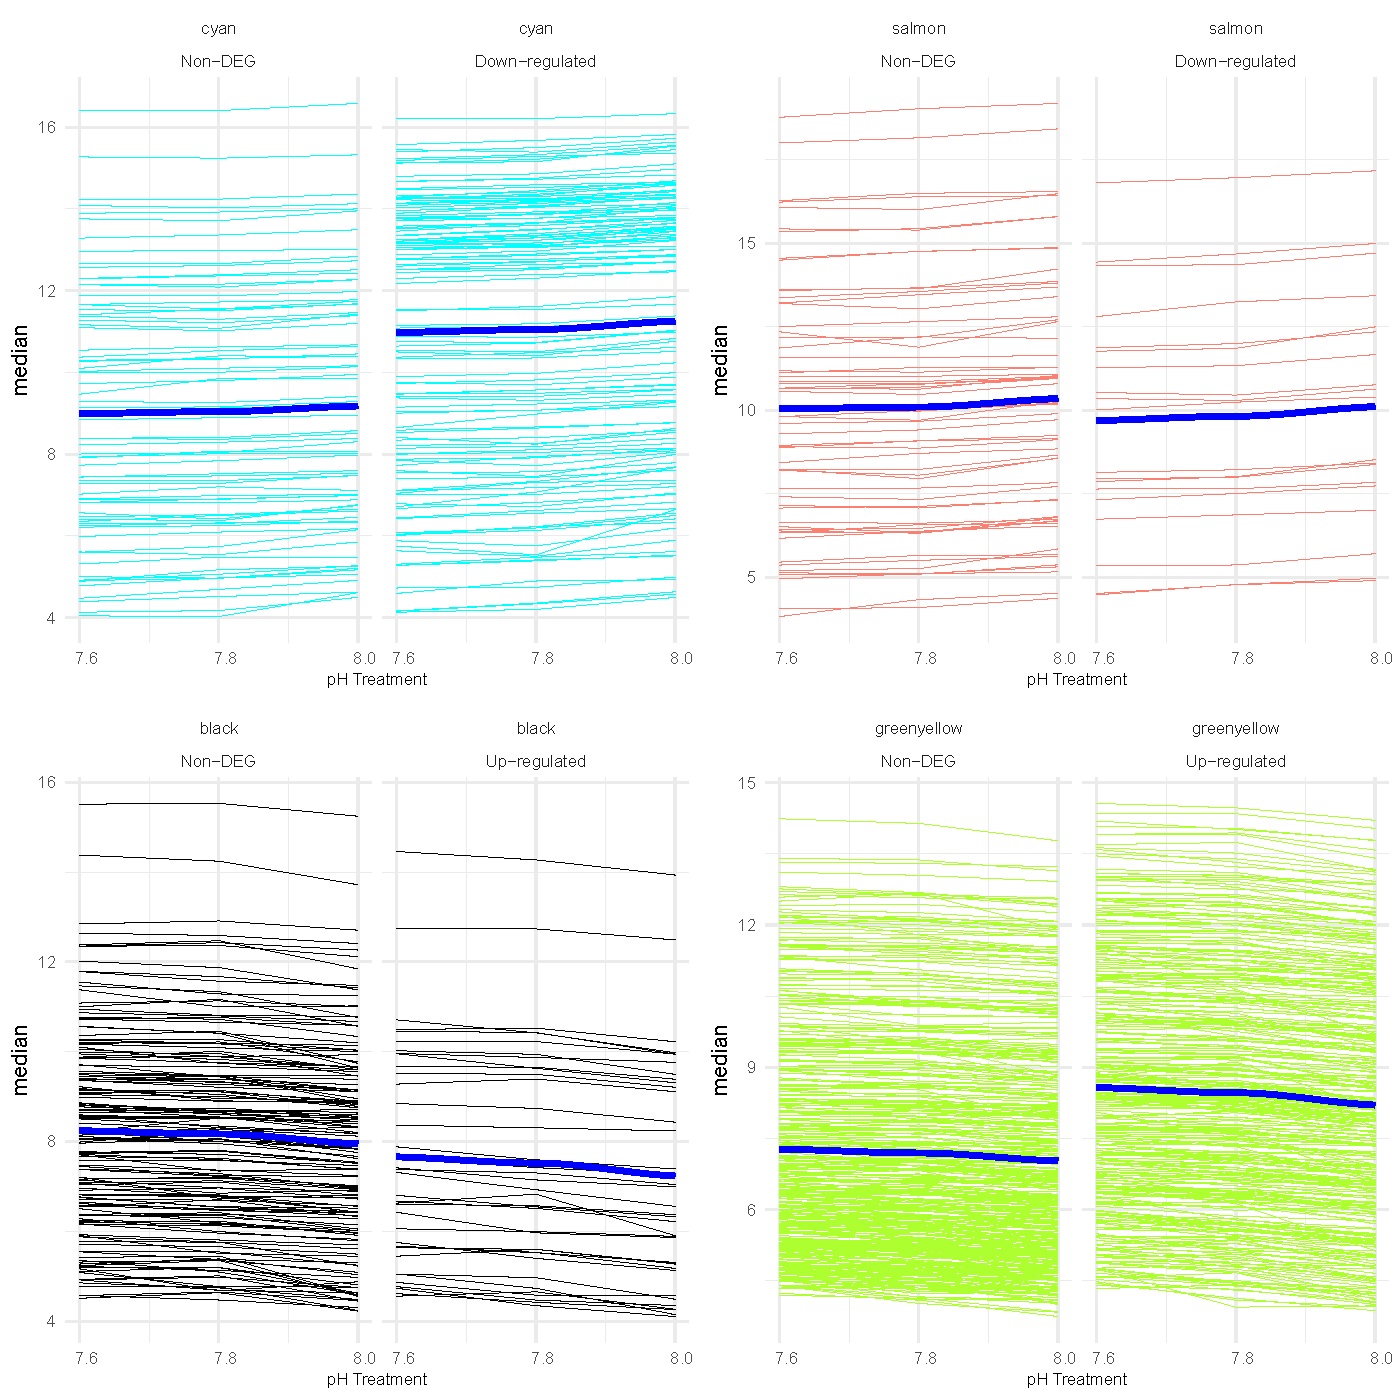 cyan cyan
Non−DEG Down−regulated
16
12
8
4
median
7.6 7.8 8.0 7.6 7.8 8.0
pH Treatment
salmon salmon
Non−DEG Down−regulated
15
10
5
median
7.6 7.8 8.0 7.6 7.8 8.0
pH Treatment
black black
Non−DEG Up−regulated
16
12
8
4
median
7.6 7.8 8.0 7.6 7.8 8.0
pH Treatment
greenyellow greenyellow
Non−DEG Up−regulated
15
12
9
6
median
7.6 7.8 8.0 7.6 7.8 8.0
pH Treatment